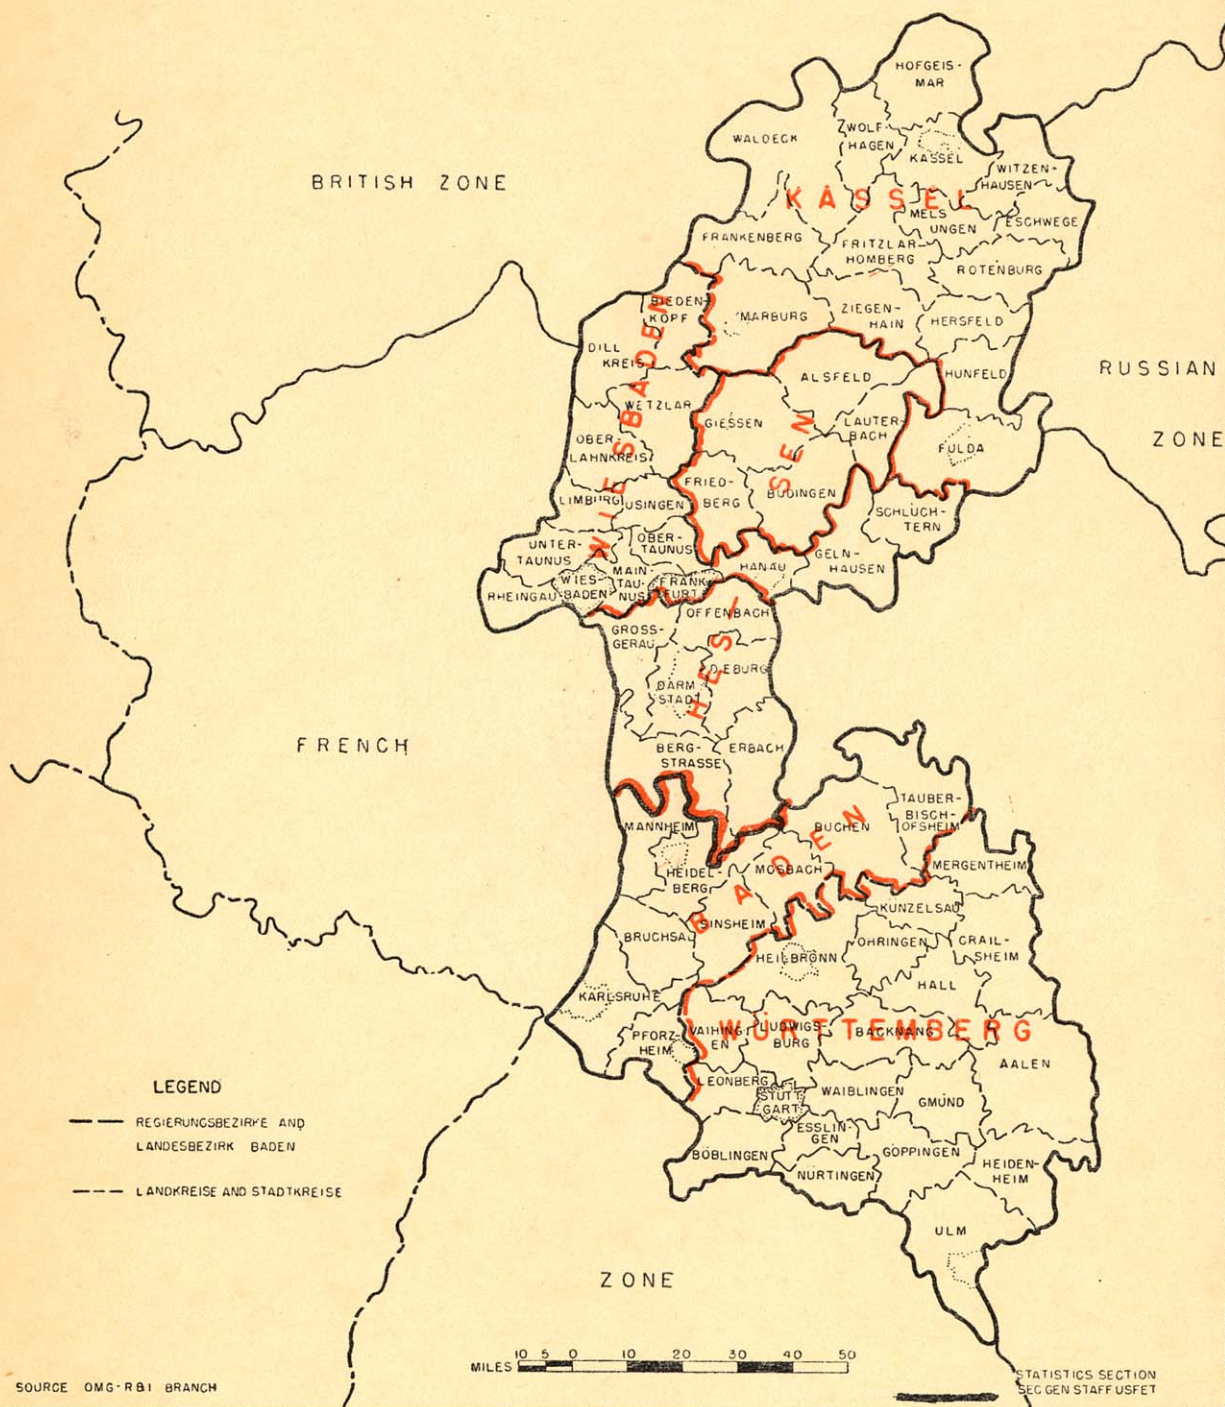 HOFGEIS-
MAR
WALDECK
WOLF-
HAGEN
KASSEL
WITZEN-
HAUSEN
BRITISH ZONE
KASSEL
MELS
UNGEN
ESCHWEGE
FRANKENBERG
FRITZLAR-
HOMBERG
ROTENBURG
BIEDEN-
KOPF
MARBURG
ZIEGEN-
HAIN
HERSFELD
DILL
KREIS
WIESBADEN
ALSFELD
HUNFELD
RUSSIAN
ZONE
WETZLAR
GIESSEN
LAUTER-
BACH
FULDA
OBER-
LAHNKREIS
FRIED-
BERG
BUDINGEN
LIMBURG
USINGEN
SCHLUCH-
TERN
UNTER-
TAUNUS
OBER-
TAUNUS
GELN-
HAUSEN
HANAU
RHEINGAU
WIES-
BADEN
MAIN-
TAU-
NUS
FRANK
FURT
OFFENBACH
GROSS-
GERAU
HESSEN
DIEBURG
DARM
STADT
BERG-
STRASSE
ERBACH
FRENCH
MANNHEIM
BUCHEN
TAUBER-
BISCH-
OFSHEIM
BADEN
HEIDEL-
BERG
MOSBACH
MERGENTHEIM
SINSHEIM
KUNZELSAU
BRUCHSAL
HEILBRONN
OHRINGEN
CRAIL-
SHEIM
HALL
KARLSRUHE
PFORZ-
HEIM
WÜRTTEMBERG
VAIHING-
EN
LUDWIGS-
BURG
BACKNANG
AALEN
LEONBERG
STUTT
GART
WAIBLINGEN
GMÜND
BÖBLINGEN
ESSLIN-
GEN
GÖPPINGEN
NÜRTINGEN
HEIDEN-
HEIM
ULM
ZONE
LEGEND
REGIERUNGSBEZIRKE AND
LANDESBEZIRK BADEN
LANDKREISE AND STADTKREISE
MILES 10 5 0 10 20 30 40 50
SOURCE OMG-RBI BRANCH
STATISTICS SECTION
SEC GEN STAFF USFET